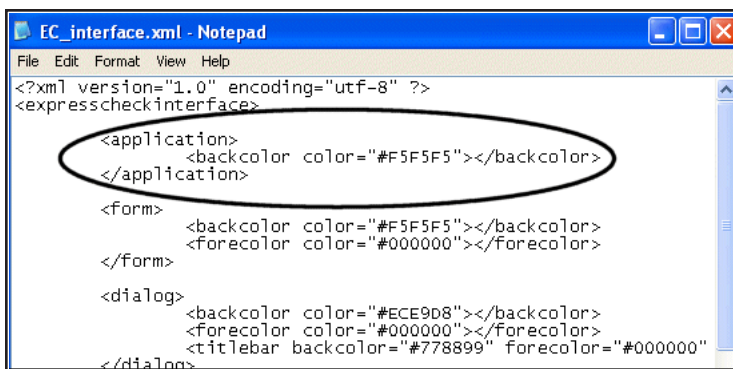 EC_interface.xml - Notepad
File Edit Format View Help
<?xml version="1.0" encoding="utf-8" ?>
<expresscheckinterface>
<application>
<backcolor color="#F5F5F5"></backcolor>
</application>
<form>
<backcolor color="#F5F5F5"></backcolor>
<forecolor color="#000000"></forecolor>
</form>
<dialog>
<backcolor color="#ECE9D8"></backcolor>
<forecolor color="#000000"></forecolor>
<titlebar backcolor="#778899" forecolor="#000000"
</dialog>